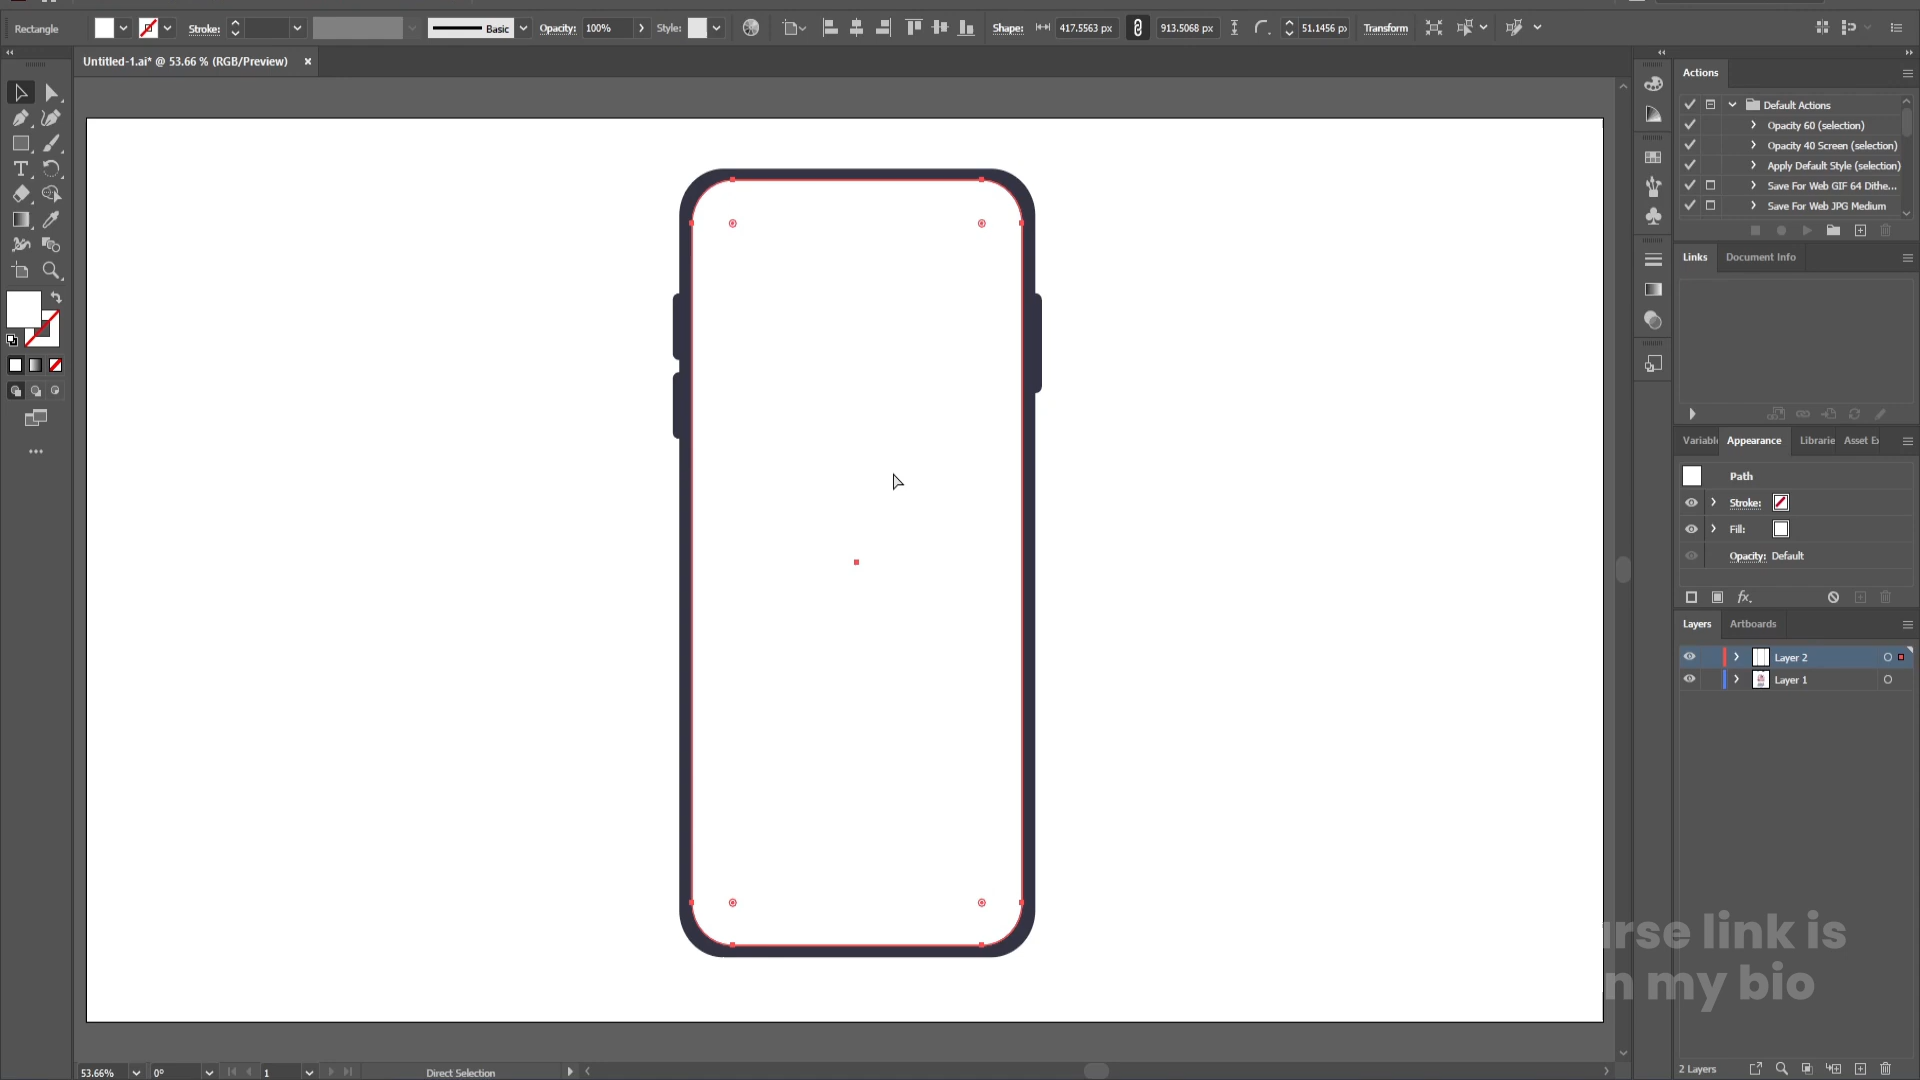 Rectangle
Stroke:
Basic
Opacity: 100%
Style:
Shape: 417.5563 px
913.5068 px
51.1456 p
Transform
Untitled-1.ai* @ 53.66 % (RGB/Preview) ×
Actions
Default Actions
Opacity 60 (selection)
Opacity 40 Screen (selection)
Apply Default Style (selection)
Save For Web GIF 64 Dithe...
Save For Web JPG Medium
Links Document Info
Variabl Appearance Librarie Asset E
Path
Stroke:
Fill:
Opacity: Default
fx.
Layers Artboards
Layer 2
Layer 1
urse link is
n my bio
53.66% 0° 1 Direct Selection
2 Layers